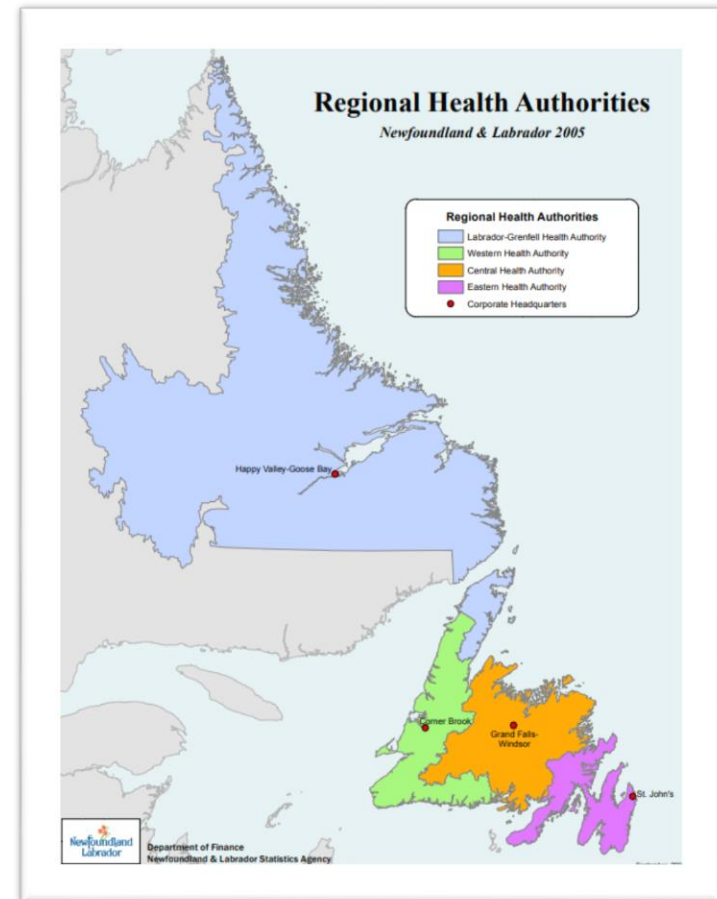 Regional Health Authorities
Newfoundland & Labrador 2005
Regional Health Authorities
Labrador-Grenfell Health Authority
Western Health Authority
Central Health Authority
Eastern Health Authority
Corporate Headquarters
Happy Valley-Goose Bay
Corner Brook
Grand Falls-
Windsor
St. John's
Newfoundland
Labrador
Department of Finance
Newfoundland & Labrador Statistics Agency